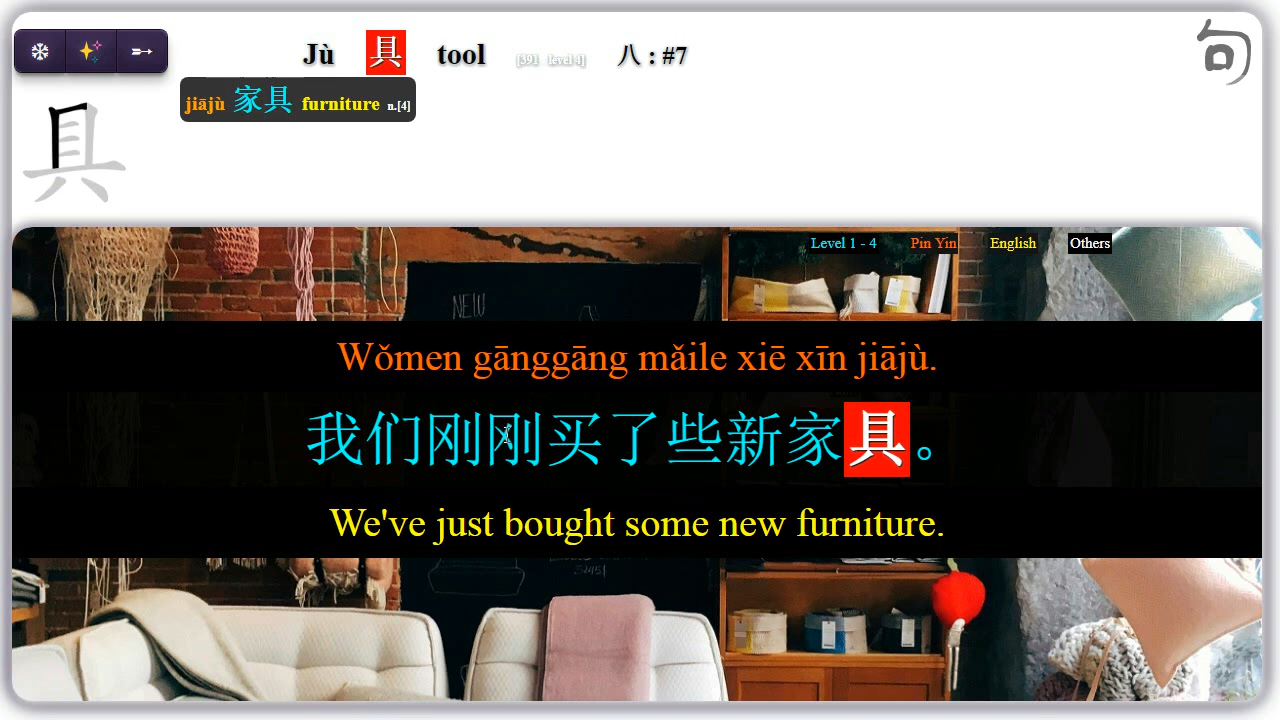 Jù 具 tool [391 level 4] 八 : #7
句
jiājù 家具 furniture n.[4]
具
Level 1 - 4 Pin Yin English Others
NEW
Wǒmen gānggāng mǎile xiē xīn jiājù.
我们刚刚买了些新家具。
We've just bought some new furniture.